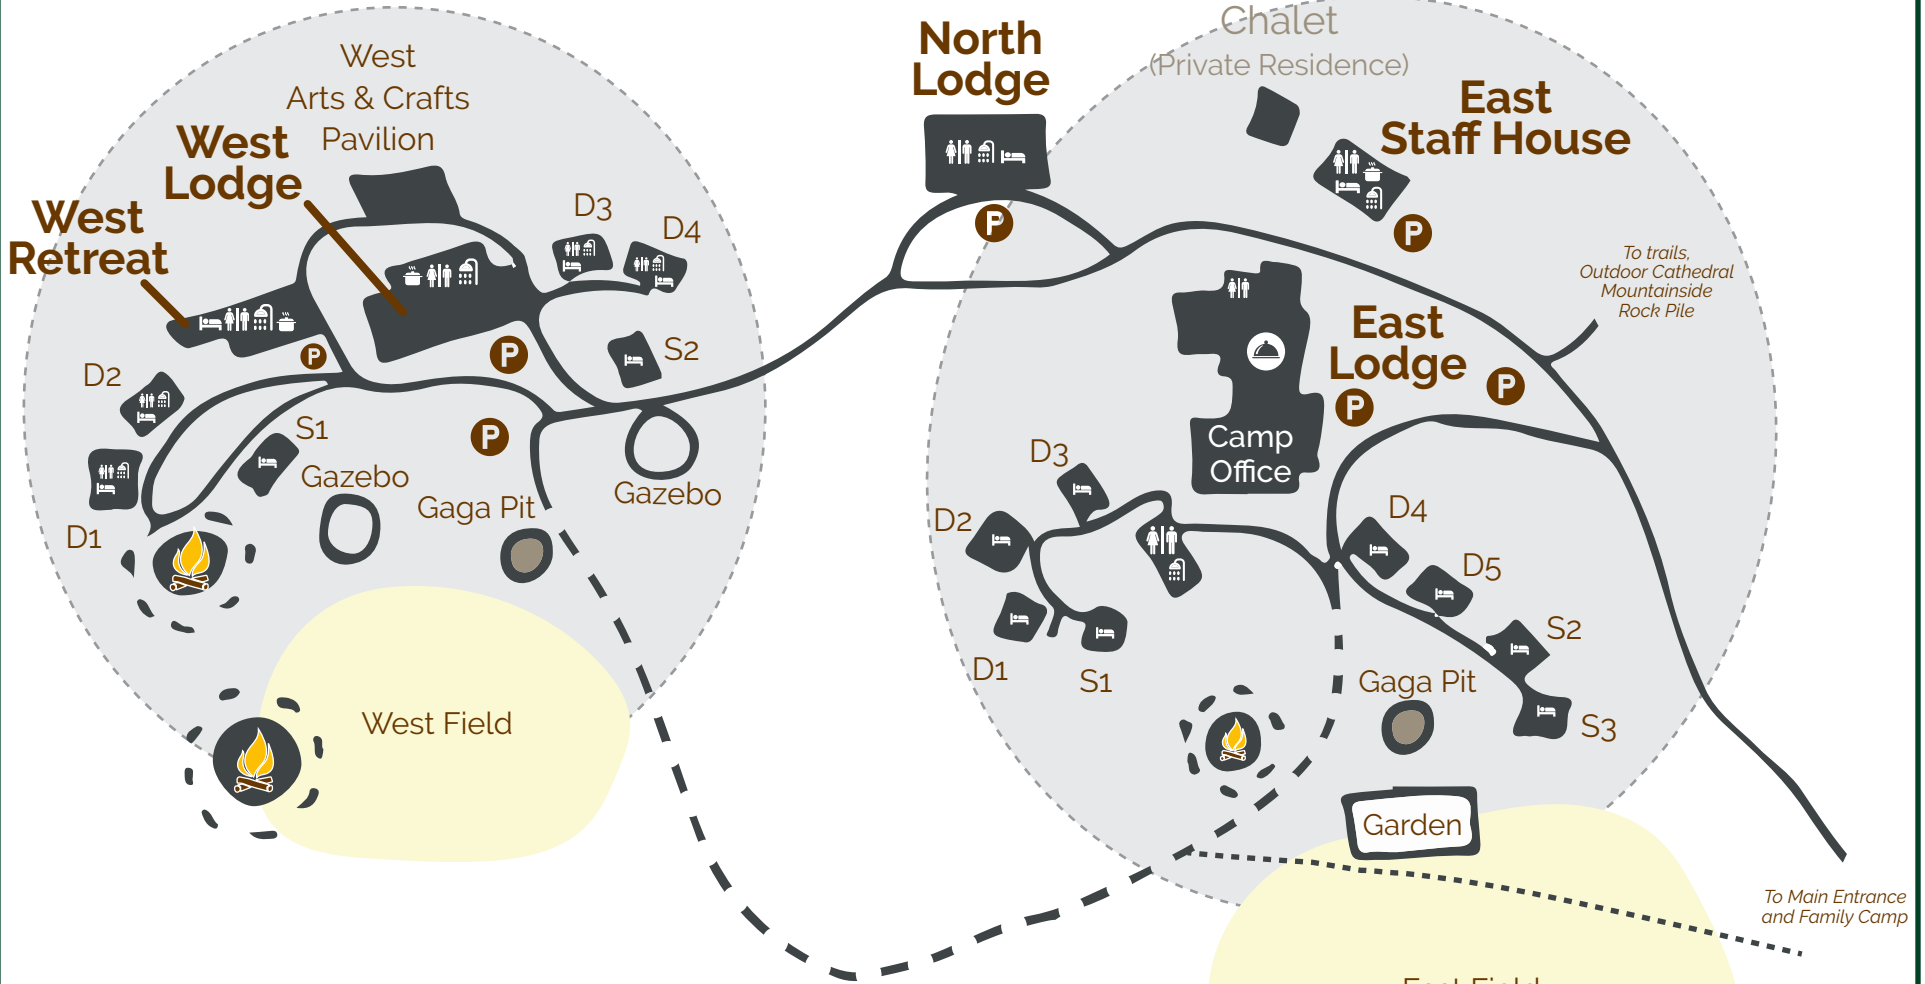 West
Arts & Crafts
Pavilion
West
Lodge
West
Retreat
D3
D4
S2
D2
P
P
P
S1
Gazebo
Gaga Pit
Gazebo
D1
West Field
North
Lodge
P
Chalet
(Private Residence)
East
Staff House
P
To trails,
Outdoor Cathedral
Mountainside
Rock Pile
East
Lodge
P
P
Camp
Office
D3
D2
D1
S1
D4
D5
S2
S3
Gaga Pit
Garden
To Main Entrance
and Family Camp
East Field